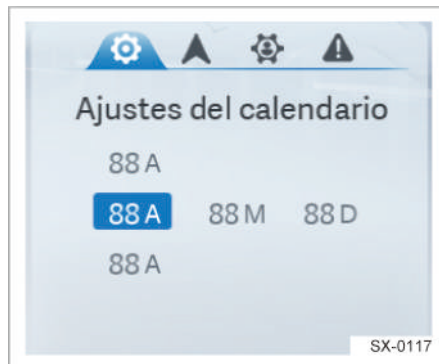 Ajustes del calendario
88 A
88 A 88 M 88 D
88 A
SX-0117